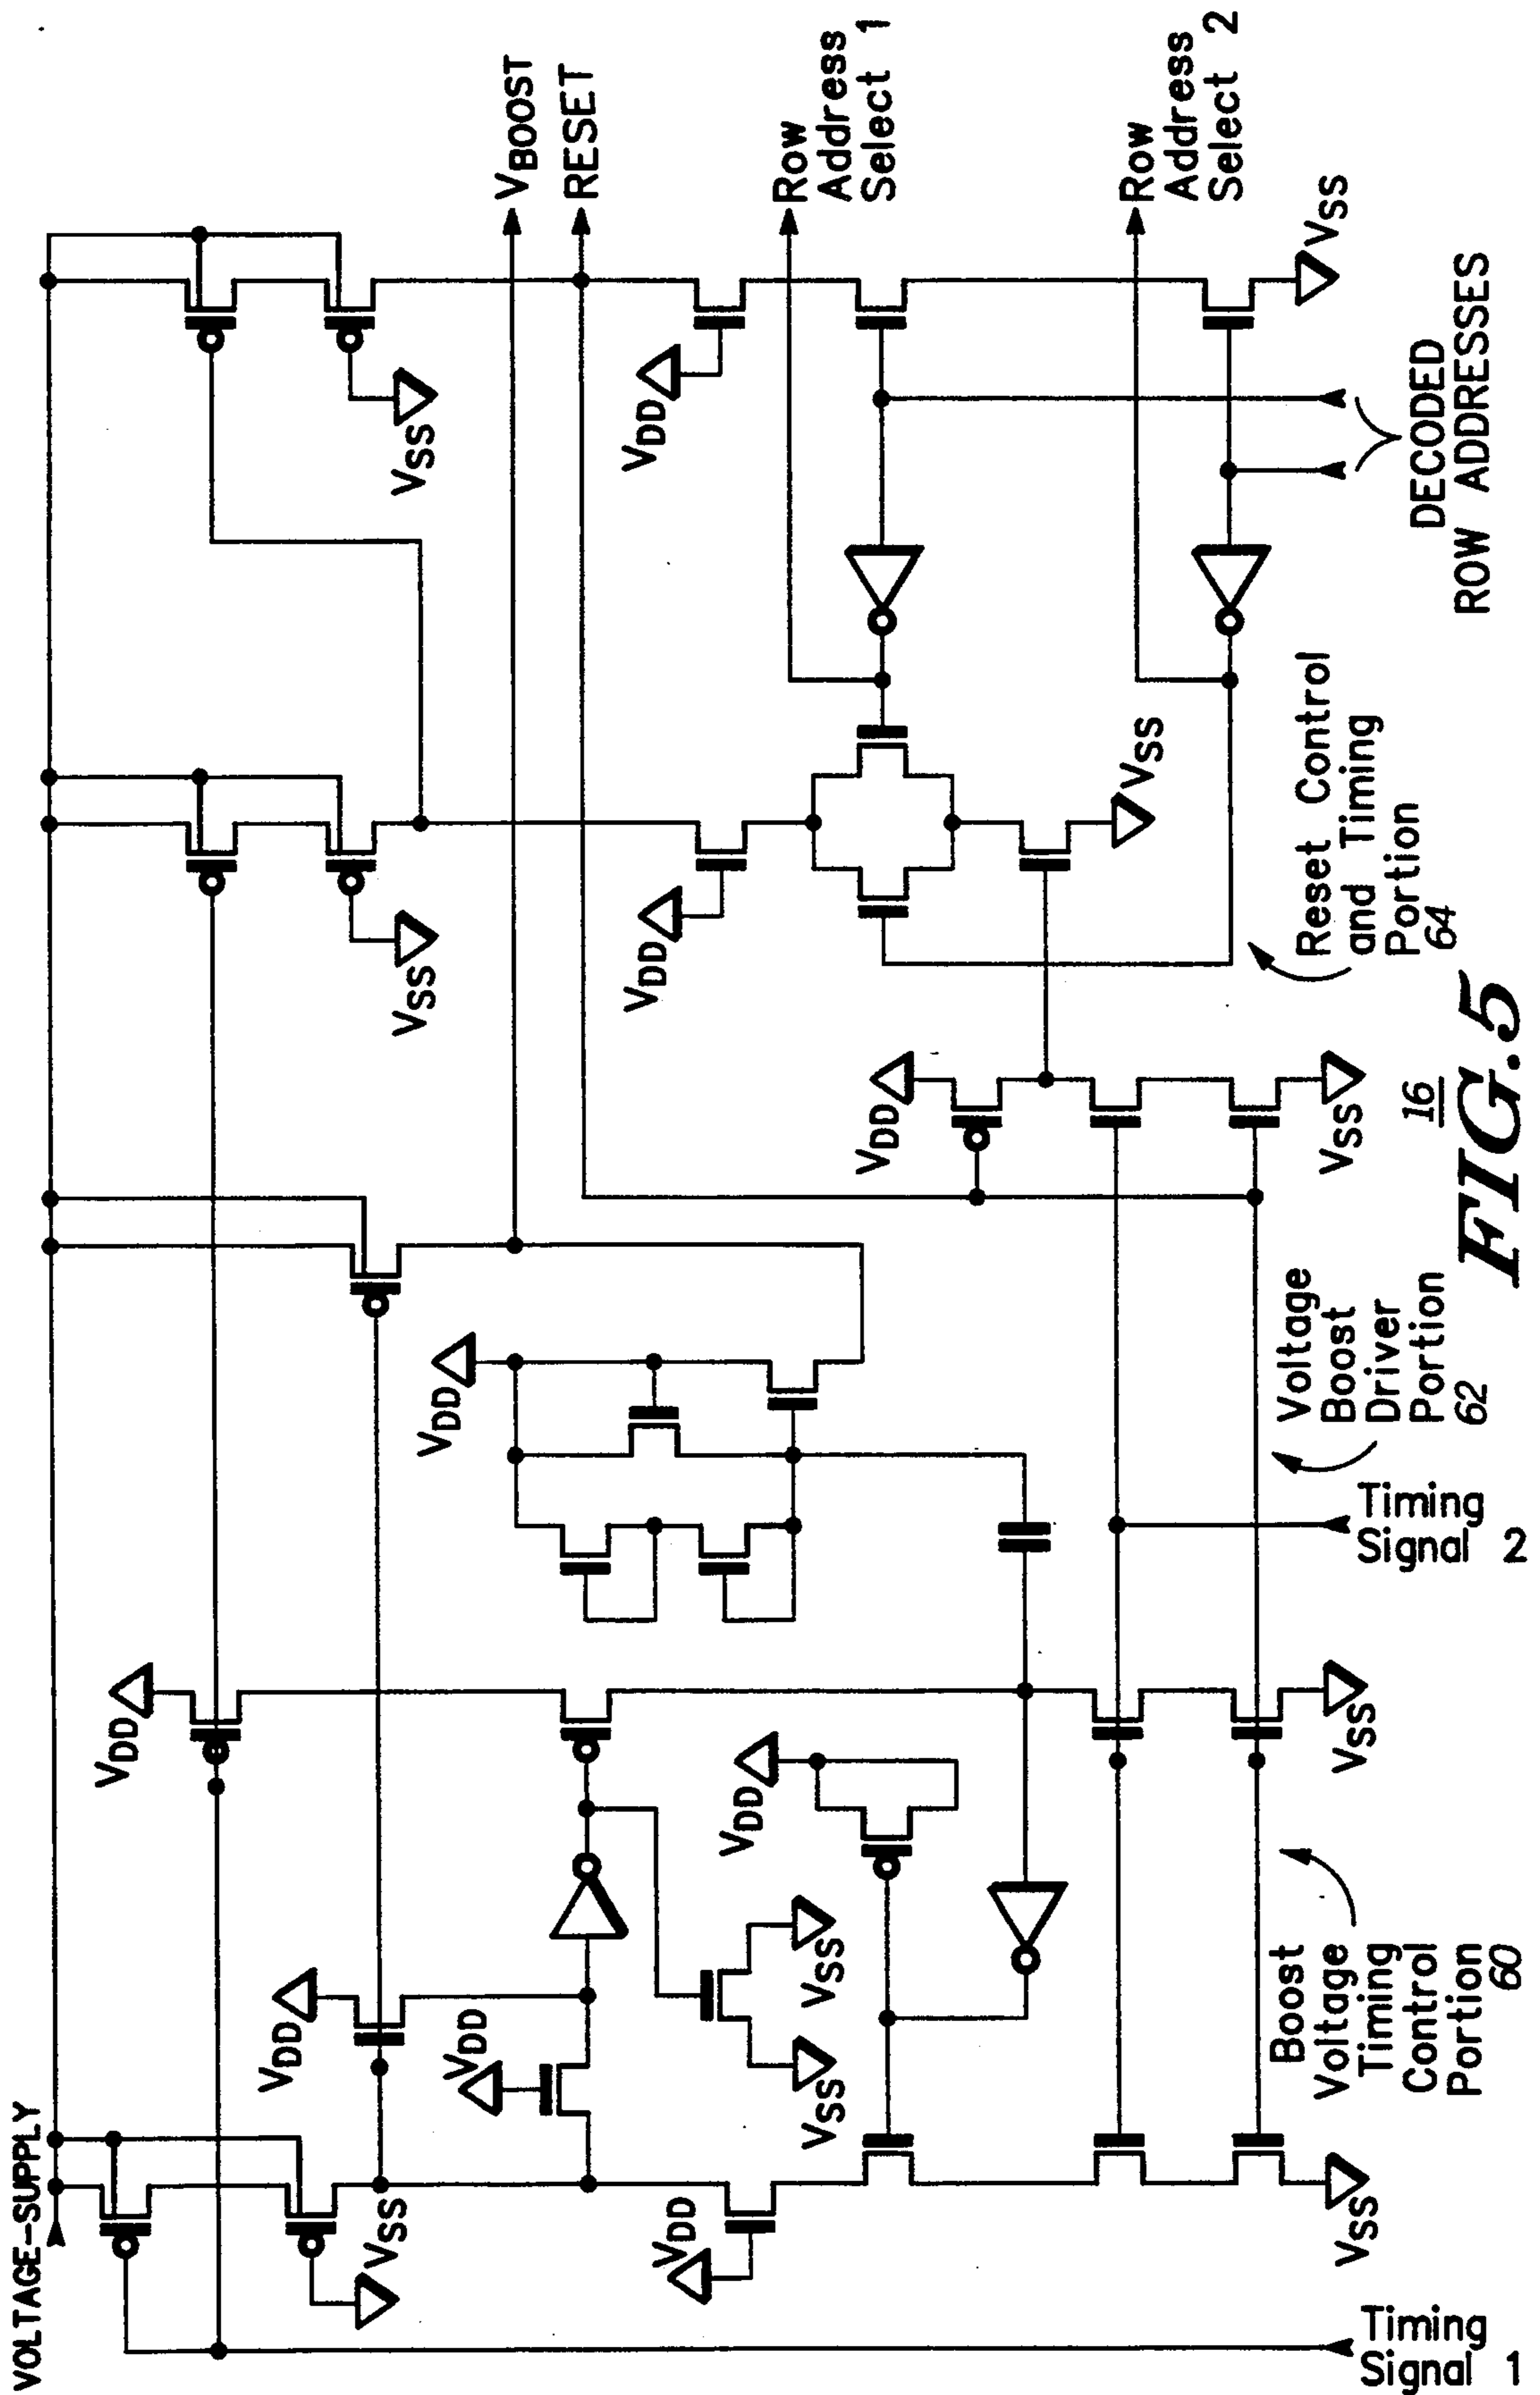 VOLTAGE-SUPPLY
VDD
VDD
VSS
VDD
VDD
VSS
VSS
VDD
VDD
VSS
VSS
VDD
VDD
VSS
VSS
VDD
VSS
VSS
VDD
VSS
VSS
VBOOST
RESET
Row
Address
Select 1
Row
Address
Select 2
Timing
Signal 1
Boost
Voltage
Timing
Control
Portion
60
Timing
Signal 2
Voltage
Boost
Driver
Portion
62
Reset Control
and Timing
Portion
64
DECODED
ROW ADDRESSES
16
FIG.5